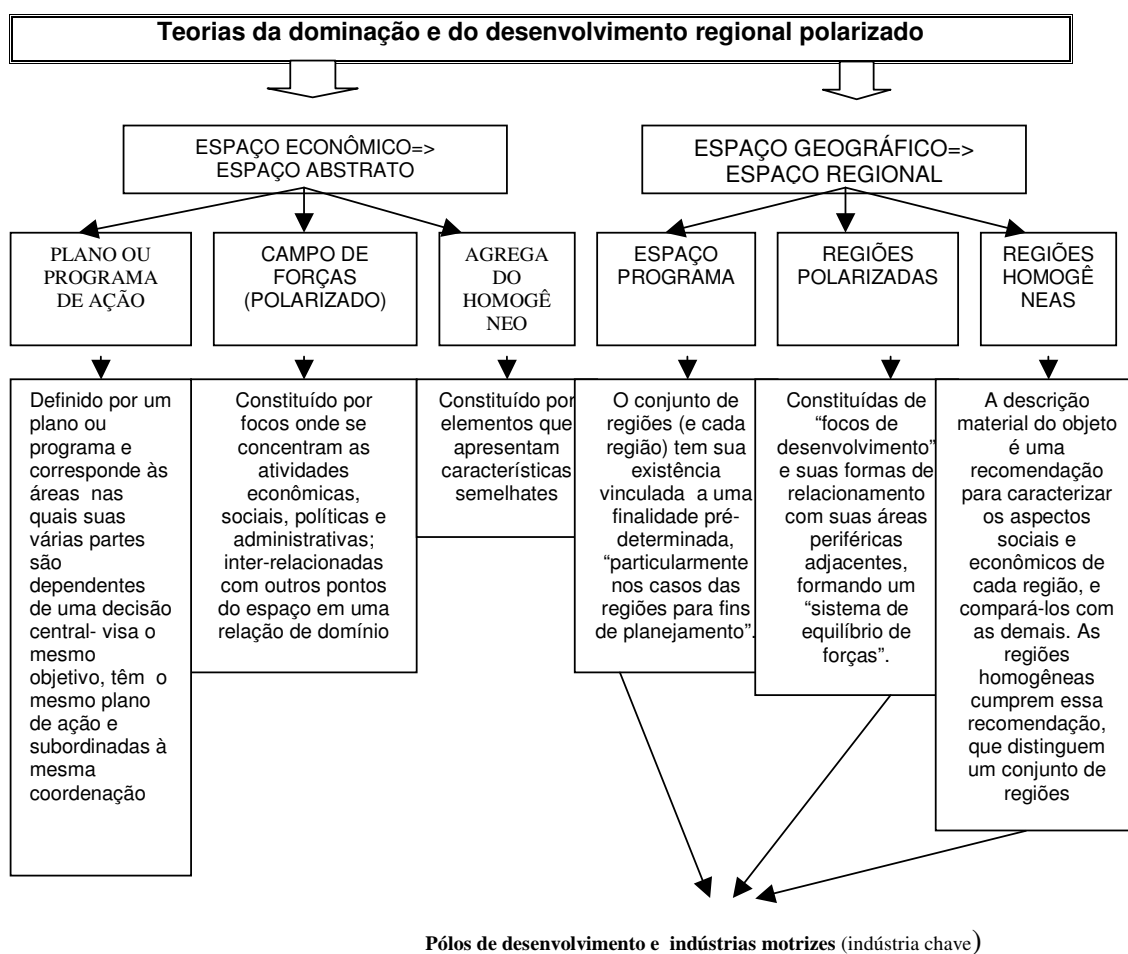 Teorias da dominação e do desenvolvimento regional polarizado
ESPAÇO ECONÔMICO=>
ESPAÇO ABSTRATO
ESPAÇO GEOGRÁFICO=>
ESPAÇO REGIONAL
PLANO OU
PROGRAMA
DE AÇÃO
CAMPO DE
FORÇAS
(POLARIZADO)
AGREGA
DO
HOMOGÊ
NEO
ESPAÇO
PROGRAMA
REGIÕES
POLARIZADAS
REGIÕES
HOMOGÊ
NEAS
Definido por um
plano ou
programa e
corresponde às
áreas nas
quais suas
várias partes
são
dependentes
de uma decisão
central- visa o
mesmo
objetivo, têm o
mesmo plano
de ação e
subordinadas à
mesma
coordenação
Constituído por
focos onde se
concentram as
atividades
econômicas,
sociais, políticas e
administrativas;
inter-relacionadas
com outros pontos
do espaço em uma
relação de domínio
Constituído por
elementos que
apresentam
características
semelhates
O conjunto de
regiões (e cada
região) tem sua
existência
vinculada a uma
finalidade pré-
determinada,
“particularmente
nos casos das
regiões para fins
de planejamento”.
Constituídas de
“focos de
desenvolvimento”
e suas formas de
relacionamento
com suas áreas
periféricas
adjacentes,
formando um
“sistema de
equilíbrio de
forças”.
A descrição
material do objeto
é uma
recomendação
para caracterizar
os aspectos
sociais e
econômicos de
cada região, e
compará-los com
as demais. As
regiões
homogêneas
cumprem essa
recomendação,
que distinguem
um conjunto de
regiões
Pólos de desenvolvimento e indústrias motrizes (indústria chave)